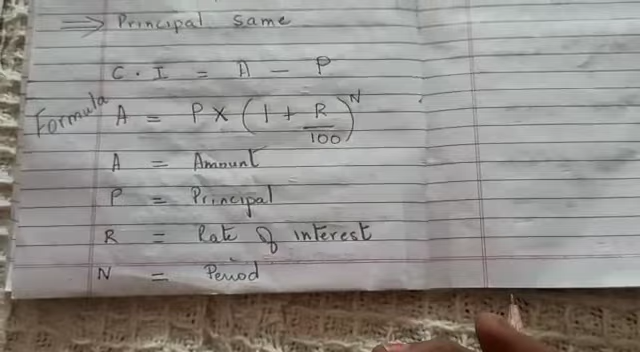 ⇒ Principal same
C.I = A - P
Formula A = P × (1 + R/100)^N
A = Amount
P = Principal
R = Rate of interest
N = Period